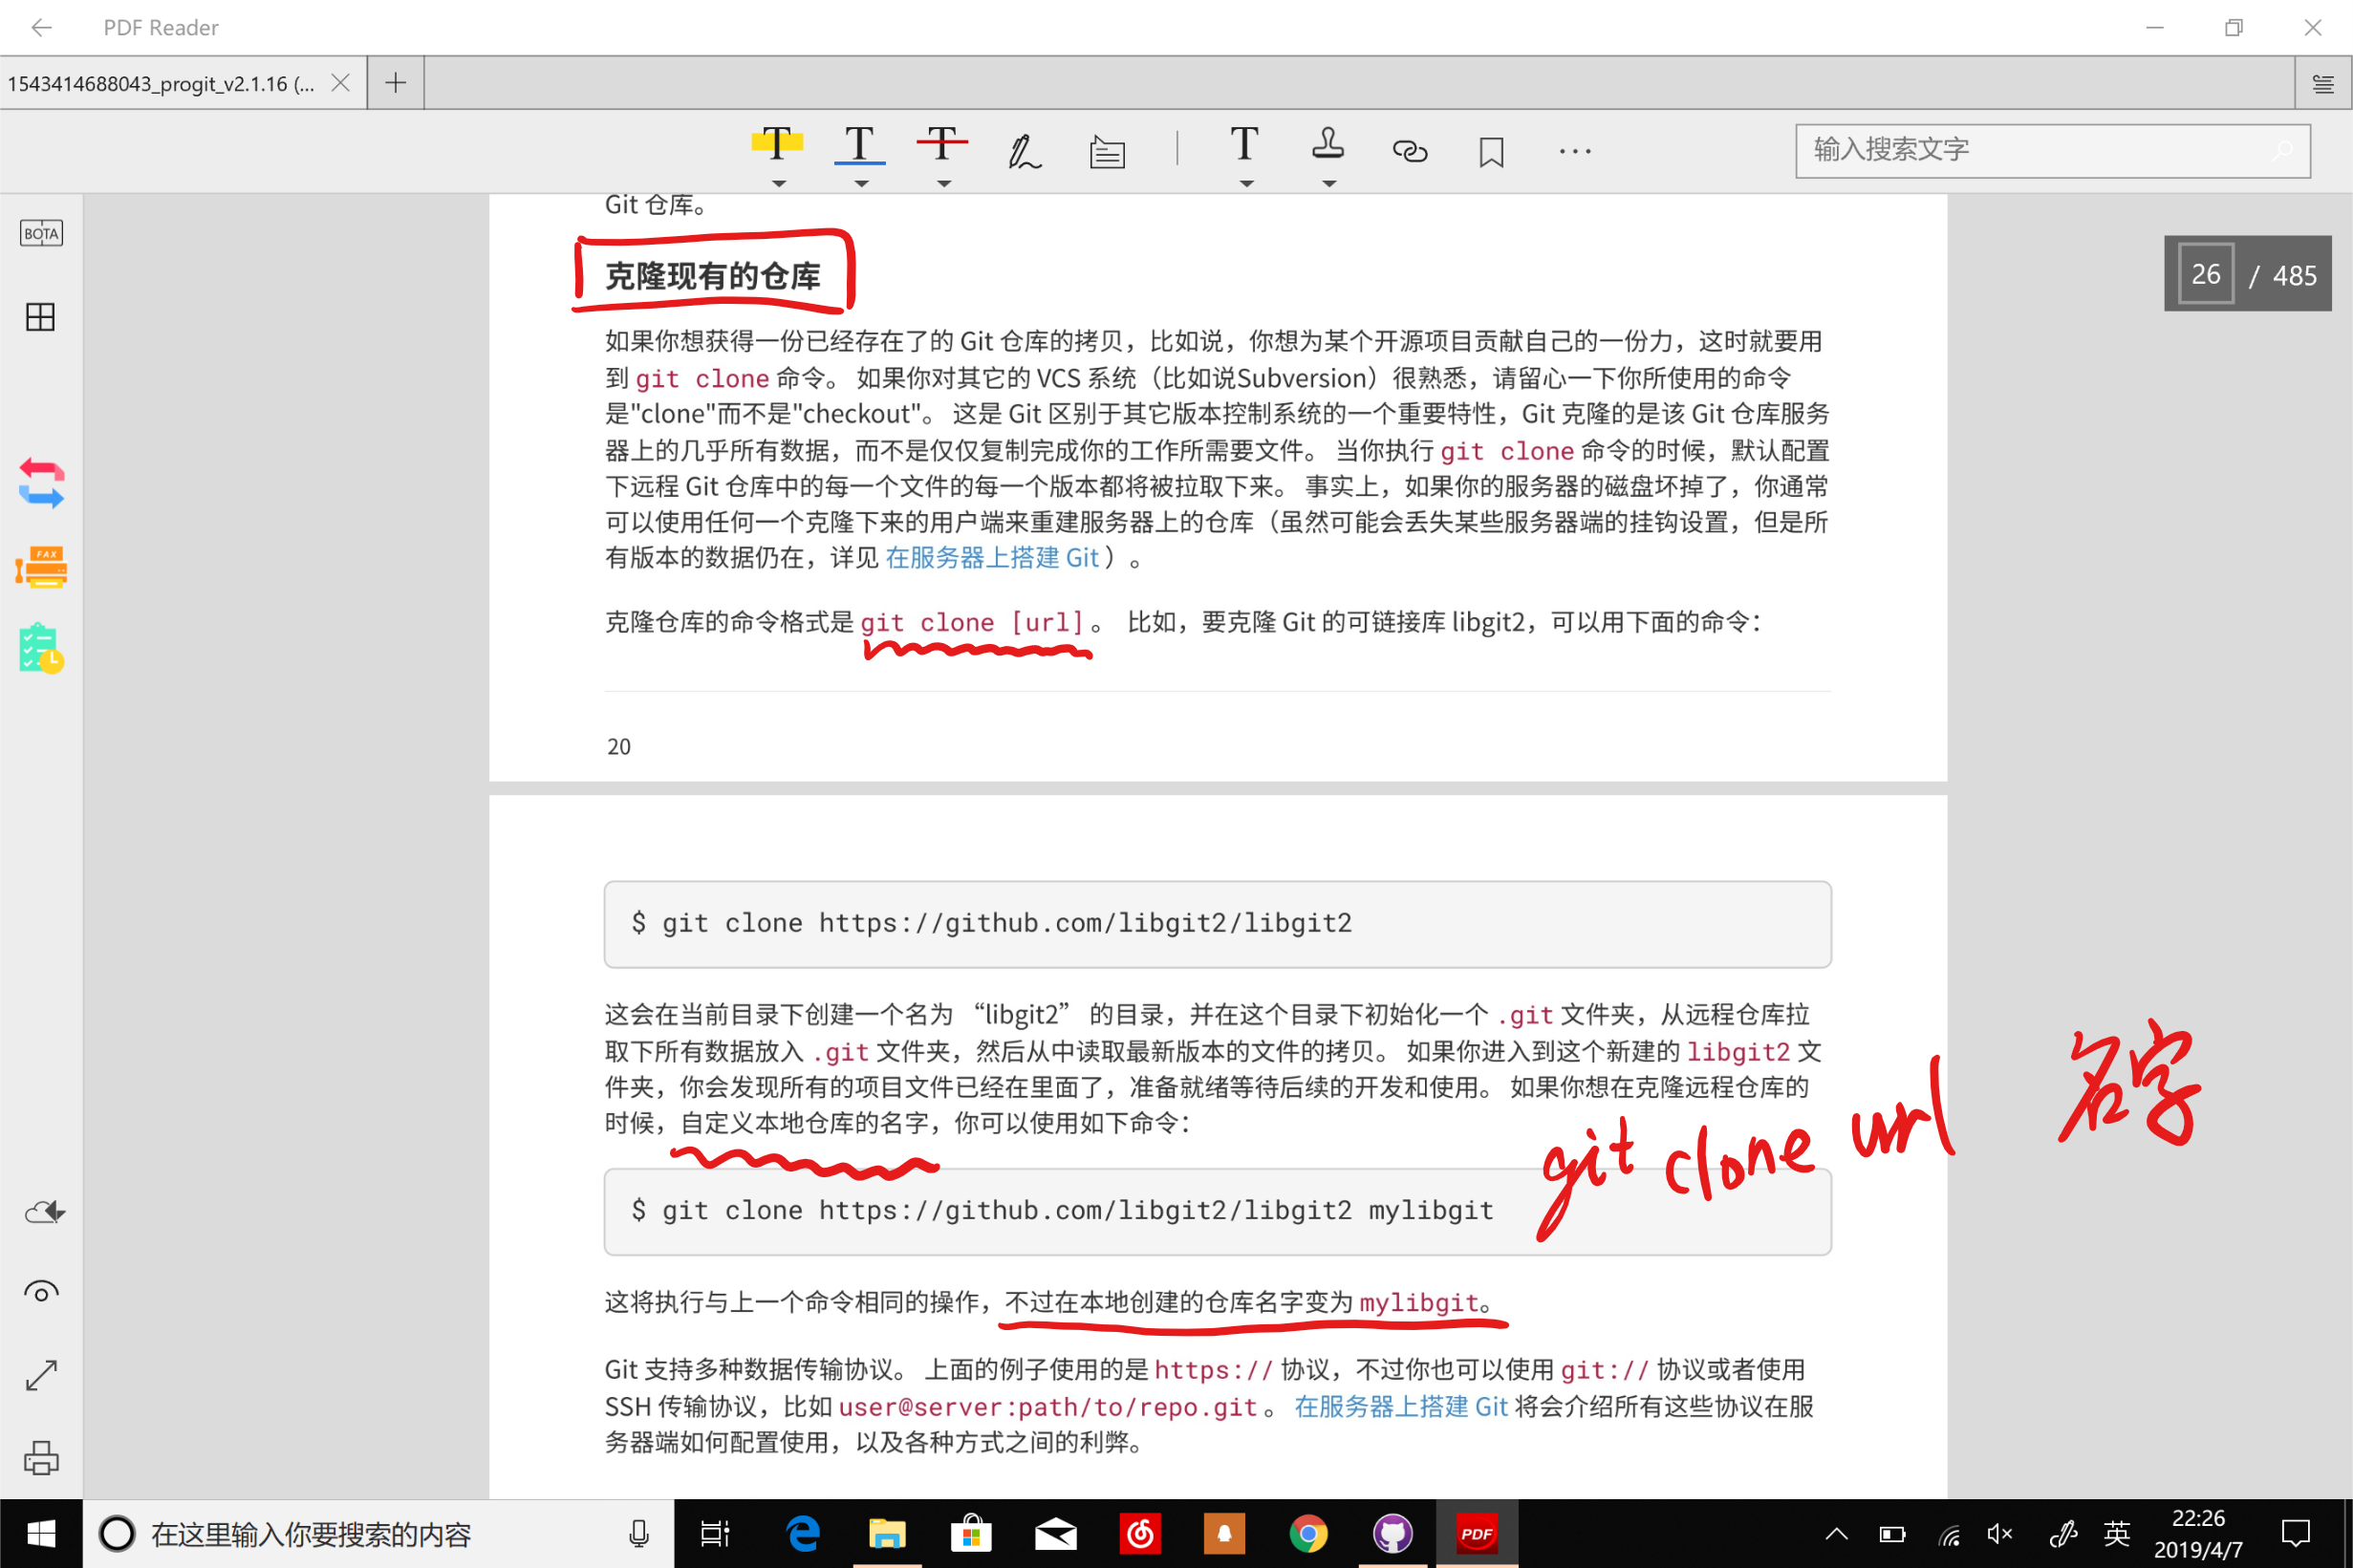 PDF Reader
1543414688043_progit_v2.1.16 (...
输入搜索文字
BOTA
26 / 485
FAX
Git 仓库。
克隆现有的仓库
如果你想获得一份已经存在了的 Git 仓库的拷贝，比如说，你想为某个开源项目贡献自己的一份力，这时就要用
到 git clone 命令。 如果你对其它的 VCS 系统（比如说Subversion）很熟悉，请留心一下你所使用的命令
是"clone"而不是"checkout"。 这是 Git 区别于其它版本控制系统的一个重要特性，Git 克隆的是该 Git 仓库服务
器上的几乎所有数据，而不是仅仅复制完成你的工作所需要文件。 当你执行 git clone 命令的时候，默认配置
下远程 Git 仓库中的每一个文件的每一个版本都将被拉取下来。 事实上，如果你的服务器的磁盘坏掉了，你通常
可以使用任何一个克隆下来的用户端来重建服务器上的仓库（虽然可能会丢失某些服务器端的挂钩设置，但是所
有版本的数据仍在，详见 在服务器上搭建 Git ）。
克隆仓库的命令格式是 git clone [url] 。 比如，要克隆 Git 的可链接库 libgit2，可以用下面的命令：
20
$ git clone https://github.com/libgit2/libgit2
这会在当前目录下创建一个名为 “libgit2” 的目录，并在这个目录下初始化一个 .git 文件夹，从远程仓库拉
取下所有数据放入 .git 文件夹，然后从中读取最新版本的文件的拷贝。 如果你进入到这个新建的 libgit2 文
件夹，你会发现所有的项目文件已经在里面了，准备就绪等待后续的开发和使用。 如果你想在克隆远程仓库的
时候，自定义本地仓库的名字，你可以使用如下命令：
git clone url 名字
$ git clone https://github.com/libgit2/libgit2 mylibgit
这将执行与上一个命令相同的操作，不过在本地创建的仓库名字变为 mylibgit。
Git 支持多种数据传输协议。 上面的例子使用的是 https:// 协议，不过你也可以使用 git:// 协议或者使用
SSH 传输协议，比如 user@server:path/to/repo.git 。 在服务器上搭建 Git 将会介绍所有这些协议在服
务器端如何配置使用，以及各种方式之间的利弊。
在这里输入你要搜索的内容
PDF
英
22:26
2019/4/7